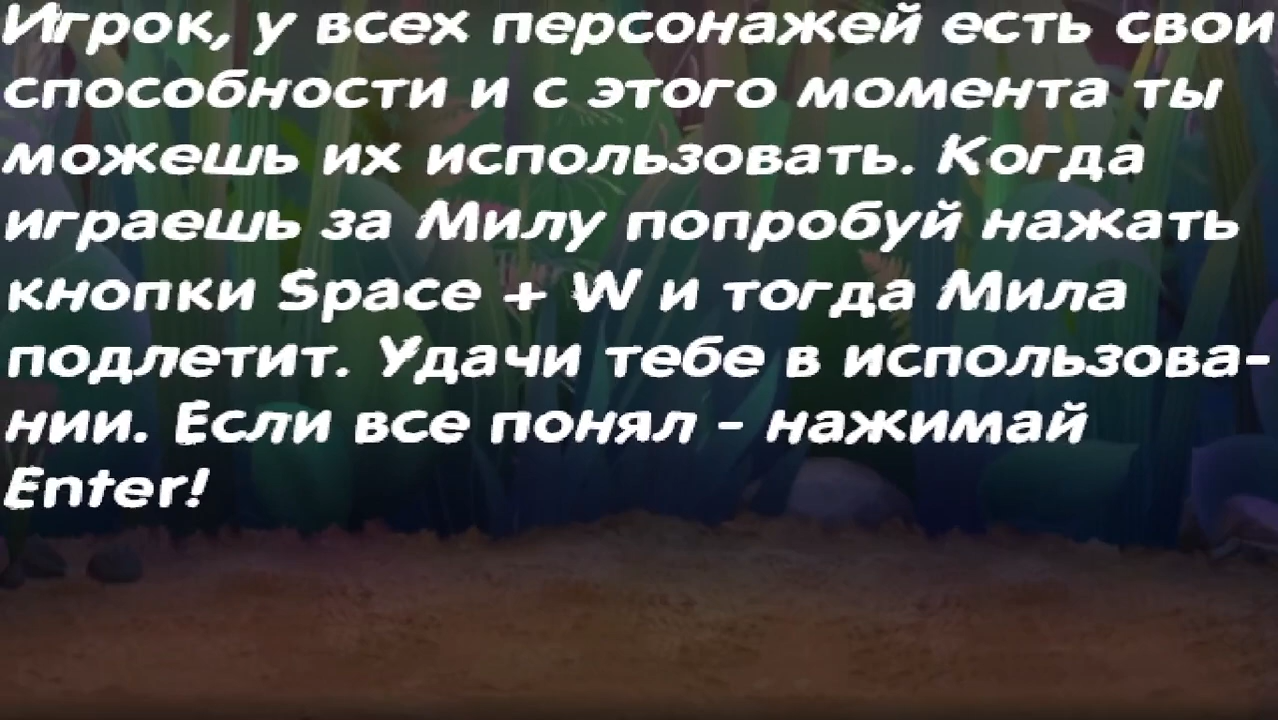 Игрок, у всех персонажей есть свои
способности и с этого момента ты
можешь их использовать. Когда
играешь за Милу попробуй нажать
кнопки Space + W и тогда Мила
подлетит. Удачи тебе в использова-
нии. Если все понял - нажимай
Enter!